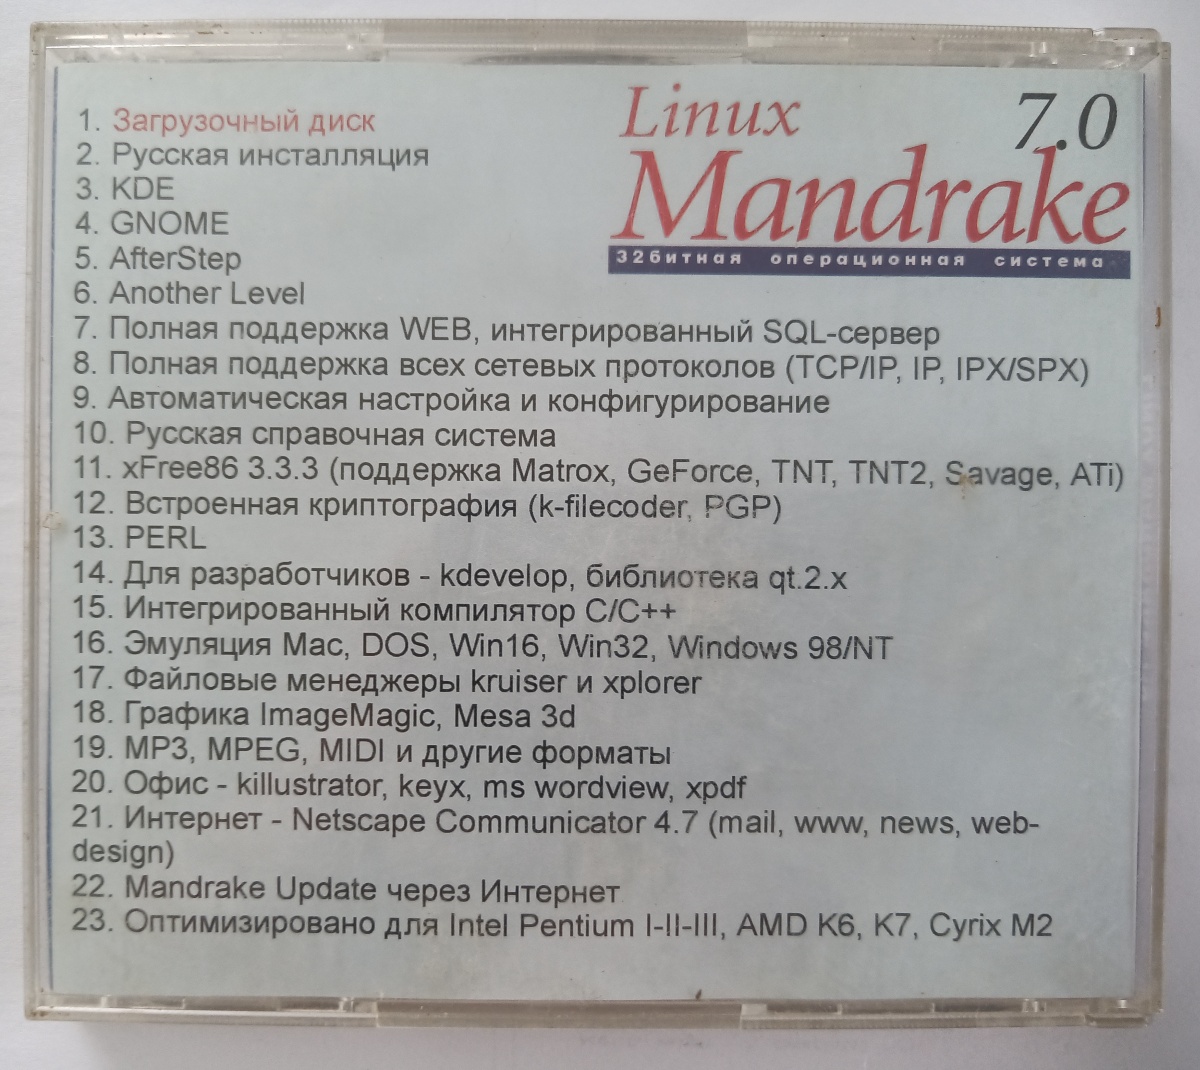 Linux 7.0
Mandrake
32битная операционная система
1. Загрузочный диск
2. Русская инсталляция
3. KDE
4. GNOME
5. AfterStep
6. Another Level
7. Полная поддержка WEB, интегрированный SQL-сервер
8. Полная поддержка всех сетевых протоколов (TCP/IP, IP, IPX/SPX)
9. Автоматическая настройка и конфигурирование
10. Русская справочная система
11. xFree86 3.3.3 (поддержка Matrox, GeForce, TNT, TNT2, Savage, ATi)
12. Встроенная криптография (k-filecoder, PGP)
13. PERL
14. Для разработчиков - kdevelop, библиотека qt.2.x
15. Интегрированный компилятор C/C++
16. Эмуляция Mac, DOS, Win16, Win32, Windows 98/NT
17. Файловые менеджеры kruiser и xplorer
18. Графика ImageMagic, Mesa 3d
19. MP3, MPEG, MIDI и другие форматы
20. Офис - killustrator, keyx, ms wordview, xpdf
21. Интернет - Netscape Communicator 4.7 (mail, www, news, web-
design)
22. Mandrake Update через Интернет
23. Оптимизировано для Intel Pentium I-II-III, AMD K6, K7, Cyrix M2